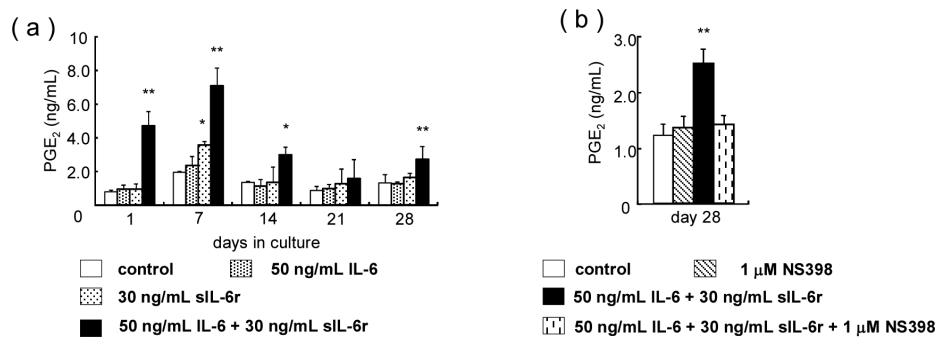 ( a )
10
8.0
6.0
4.0
2.0
0
PGE2 (ng/mL)
**
**
*
*
**
1 7 14 21 28
days in culture
control
50 ng/mL IL-6
30 ng/mL sIL-6r
50 ng/mL IL-6 + 30 ng/mL sIL-6r
( b )
3.0
2.0
1.0
0
PGE2 (ng/mL)
**
day 28
control
1 μM NS398
50 ng/mL IL-6 + 30 ng/mL sIL-6r
50 ng/mL IL-6 + 30 ng/mL sIL-6r + 1 μM NS398